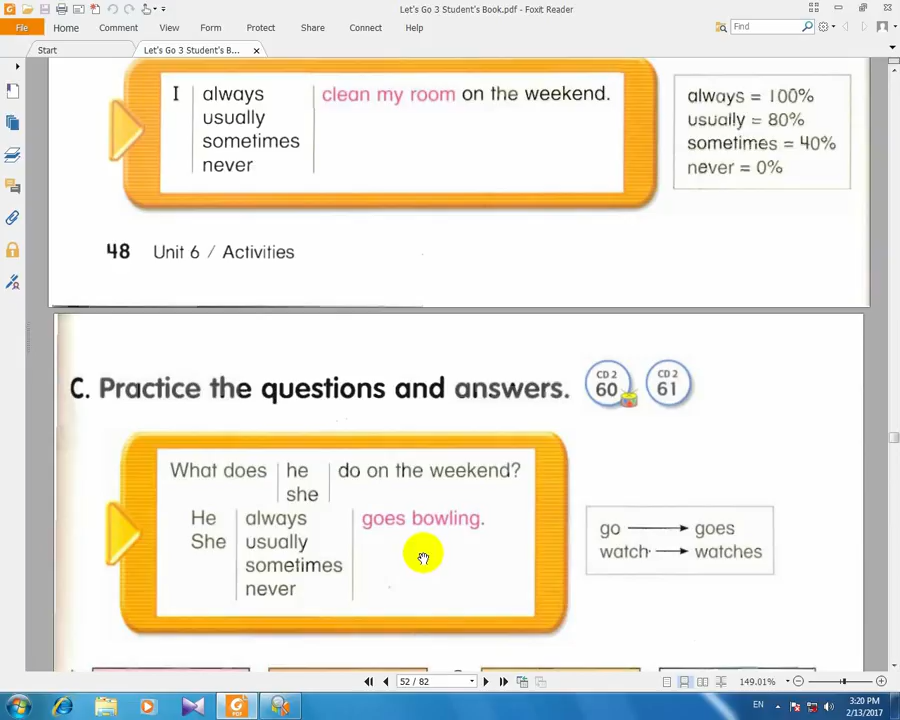 Let's Go 3 Student's Book.pdf - Foxit Reader
File Home Comment View Form Protect Share Connect Help Find
Start Let's Go 3 Student's B...
I always clean my room on the weekend.
usually
sometimes
never
always = 100%
usually = 80%
sometimes = 40%
never = 0%
48 Unit 6 / Activities
C. Practice the questions and answers. CD 2 60 CD 2 61
What does he do on the weekend?
she
He always goes bowling.
She usually
sometimes
never
go → goes
watch → watches
52 / 82 149.01%
EN 3:20 PM
2/13/2017